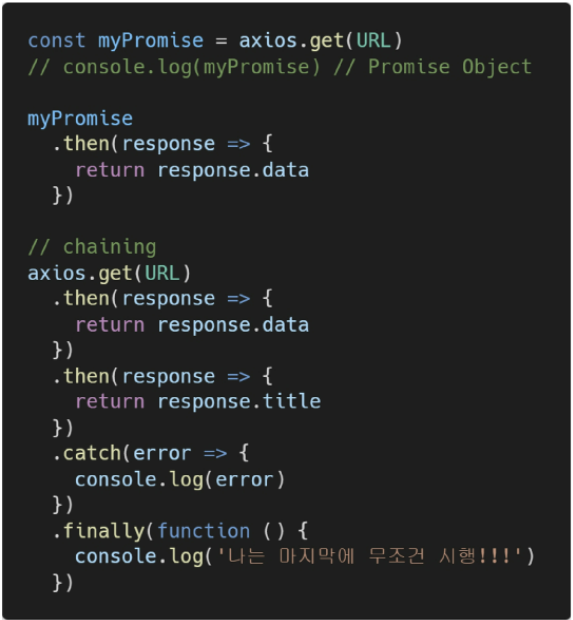 const myPromise = axios.get(URL)
// console.log(myPromise) // Promise Object
myPromise
  .then(response => {
    return response.data
  })
// chaining
axios.get(URL)
  .then(response => {
    return response.data
  })
  .then(response => {
    return response.title
  })
  .catch(error => {
    console.log(error)
  })
  .finally(function () {
    console.log('나는 마지막에 무조건 시행!!!')
  })